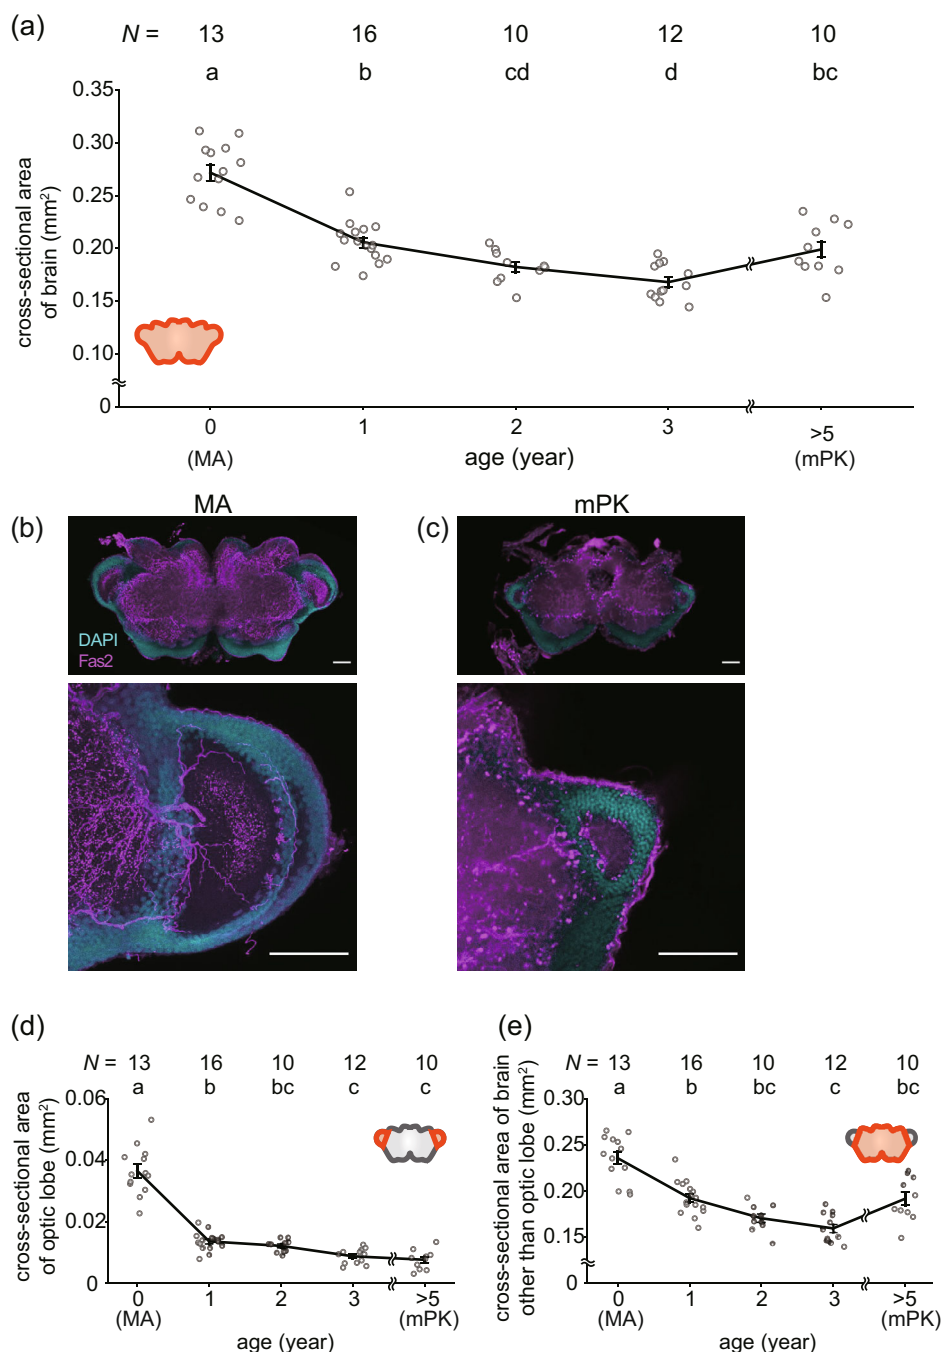 (a)
N = 13 16 10 12 10
a b cd d bc
cross-sectional area
of brain (mm²)
0.35
0.30
0.25
0.20
0.15
0.10
0
0 1 2 3 >5
(MA) (mPK)
age (year)
MA mPK
(b) (c)
DAPI
Fas2
(d)
N = 13 16 10 12 10
a b bc c c
cross-sectional area
of optic lobe (mm²)
0.06
0.04
0.02
0
0 1 2 3 >5
(MA) (mPK)
age (year)
(e)
N = 13 16 10 12 10
a b bc c bc
cross-sectional area of brain
other than optic lobe (mm²)
0.30
0.25
0.20
0.15
0
0 1 2 3 >5
(MA) (mPK)
age (year)